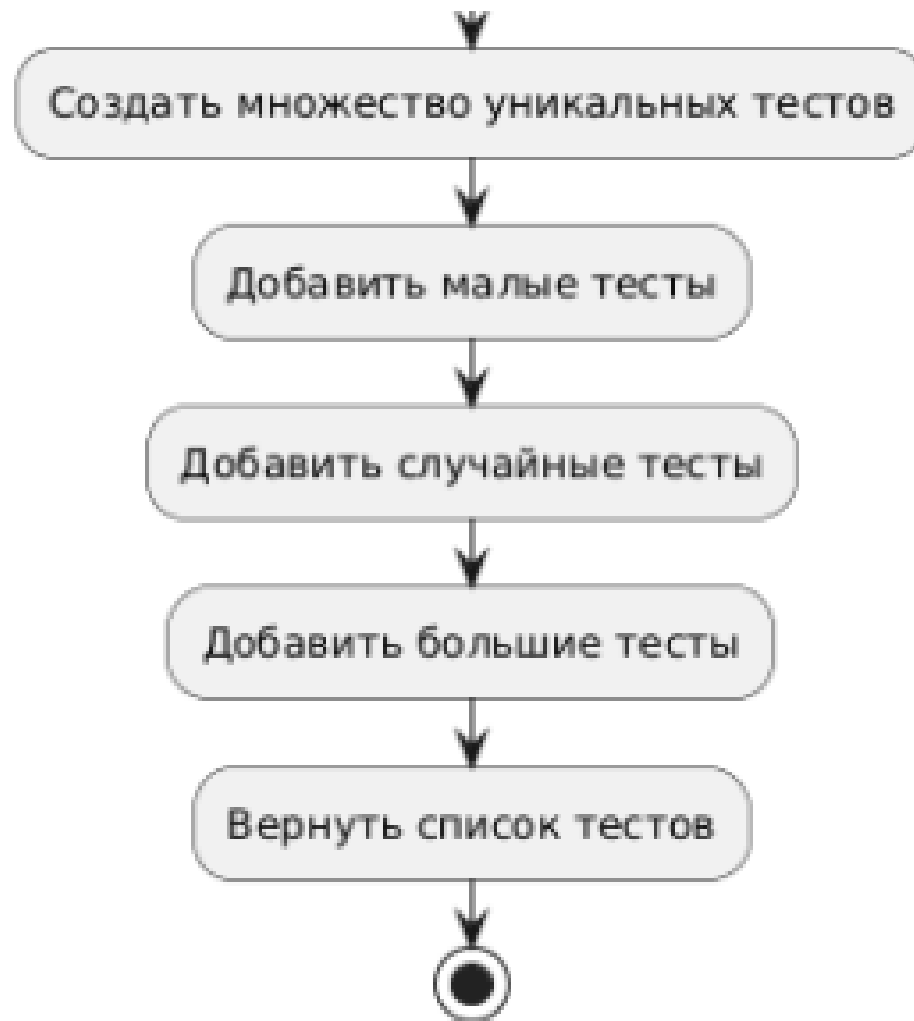 Создать множество уникальных тестов
Добавить малые тесты
Добавить случайные тесты
Добавить большие тесты
Вернуть список тестов